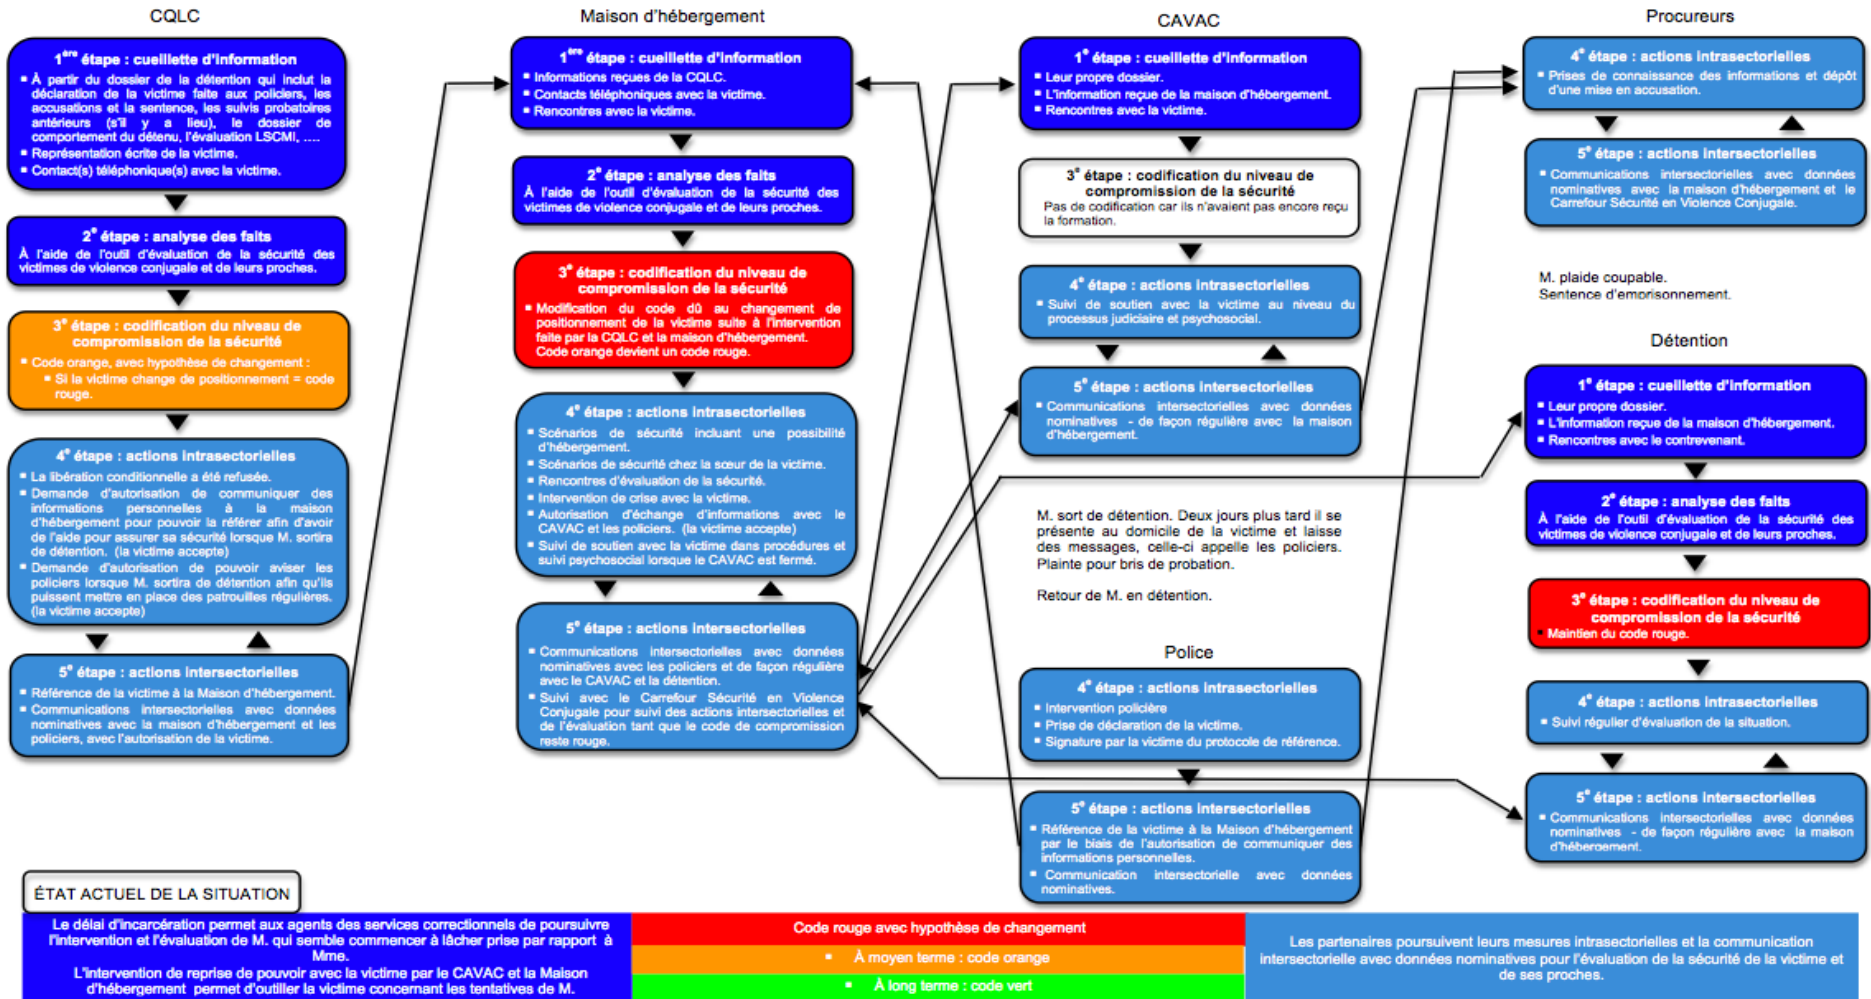 CQLC
1ère étape : cueillette d'information
▪ À partir du dossier de la détention qui inclut la
déclaration de la victime faite aux policiers, les
accusations et la sentence, les suivis probatoires
antérieurs (s'il y a lieu), le dossier de
comportement du détenu, l'évaluation LSCMI, ….
▪ Représentation écrite de la victime.
▪ Contact(s) téléphonique(s) avec la victime.
2e étape : analyse des faits
À l'aide de l'outil d'évaluation de la sécurité des
victimes de violence conjugale et de leurs proches.
3e étape : codification du niveau de
compromission de la sécurité
▪ Code orange, avec hypothèse de changement :
▪ Si la victime change de positionnement = code
rouge.
4e étape : actions intrasectorielles
▪ La libération conditionnelle a été refusée.
▪ Demande d'autorisation de communiquer des
informations personnelles à la maison
d'hébergement pour pouvoir la référer afin d'avoir
de l'aide pour assurer sa sécurité lorsque M. sortira
de détention. (la victime accepte)
▪ Demande d'autorisation de pouvoir aviser les
policiers lorsque M. sortira de détention afin qu'ils
puissent mettre en place des patrouilles régulières.
(la victime accepte)
5e étape : actions intersectorielles
▪ Référence de la victime à la Maison d'hébergement.
▪ Communications intersectorielles avec données
nominatives avec la maison d'hébergement et les
policiers, avec l'autorisation de la victime.
Maison d'hébergement
1ère étape : cueillette d'information
▪ Informations reçues de la CQLC.
▪ Contacts téléphoniques avec la victime.
▪ Rencontres avec la victime.
2e étape : analyse des faits
À l'aide de l'outil d'évaluation de la sécurité des
victimes de violence conjugale et de leurs proches.
3e étape : codification du niveau de
compromission de la sécurité
▪ Modification du code dû au changement de
positionnement de la victime suite à l'intervention
faite par la CQLC et la maison d'hébergement.
Code orange devient un code rouge.
4e étape : actions intrasectorielles
▪ Scénarios de sécurité incluant une possibilité
d'hébergement.
▪ Scénarios de sécurité chez la sœur de la victime.
▪ Rencontres d'évaluation de la sécurité.
▪ Intervention de crise avec la victime.
▪ Autorisation d'échange d'informations avec le
CAVAC et les policiers. (la victime accepte)
▪ Suivi de soutien avec la victime dans procédures et
suivi psychosocial lorsque le CAVAC est fermé.
5e étape : actions intersectorielles
▪ Communications intersectorielles avec données
nominatives avec les policiers et de façon régulière
avec le CAVAC et la détention.
▪ Suivi avec le Carrefour Sécurité en Violence
Conjugale pour suivi des actions intersectorielles et
de l'évaluation tant que le code de compromission
reste rouge.
CAVAC
1e étape : cueillette d'information
▪ Leur propre dossier.
▪ L'information reçue de la maison d'hébergement.
▪ Rencontres avec la victime.
3e étape : codification du niveau de
compromission de la sécurité
Pas de codification car ils n'avaient pas encore reçu
la formation.
4e étape : actions intrasectorielles
▪ Suivi de soutien avec la victime au niveau du
processus judiciaire et psychosocial.
5e étape : actions intersectorielles
▪ Communications intersectorielles avec données
nominatives - de façon régulière avec la maison
d'hébergement.
M. sort de détention. Deux jours plus tard il se
présente au domicile de la victime et laisse
des messages, celle-ci appelle les policiers.
Plainte pour bris de probation.
Retour de M. en détention.
Police
4e étape : actions intrasectorielles
▪ Intervention policière
▪ Prise de déclaration de la victime.
▪ Signature par la victime du protocole de référence.
5e étape : actions intersectorielles
▪ Référence de la victime à la Maison d'hébergement
par le biais de l'autorisation de communiquer des
informations personnelles.
▪ Communication intersectorielle avec données
nominatives.
Procureurs
4e étape : actions intrasectorielles
▪ Prises de connaissance des informations et dépôt
d'une mise en accusation.
5e étape : actions intersectorielles
▪ Communications intersectorielles avec données
nominatives avec la maison d'hébergement et le
Carrefour Sécurité en Violence Conjugale.
M. plaide coupable.
Sentence d'emprisonnement.
Détention
1e étape : cueillette d'information
▪ Leur propre dossier.
▪ L'information reçue de la maison d'hébergement.
▪ Rencontres avec le contrevenant.
2e étape : analyse des faits
À l'aide de l'outil d'évaluation de la sécurité des
victimes de violence conjugale et de leurs proches.
3e étape : codification du niveau de
compromission de la sécurité
▪ Maintien du code rouge.
4e étape : actions intrasectorielles
▪ Suivi régulier d'évaluation de la situation.
5e étape : actions intersectorielles
▪ Communications intersectorielles avec données
nominatives - de façon régulière avec la maison
d'hébergement.
ÉTAT ACTUEL DE LA SITUATION
Le délai d'incarcération permet aux agents des services correctionnels de poursuivre
l'intervention et l'évaluation de M. qui semble commencer à lâcher prise par rapport à
Mme.
L'intervention de reprise de pouvoir avec la victime par le CAVAC et la Maison
d'hébergement permet d'outiller la victime concernant les tentatives de M.
Code rouge avec hypothèse de changement
▪ À moyen terme : code orange
▪ À long terme : code vert
Les partenaires poursuivent leurs mesures intrasectorielles et la communication
intersectorielle avec données nominatives pour l'évaluation de la sécurité de la victime et
de ses proches.